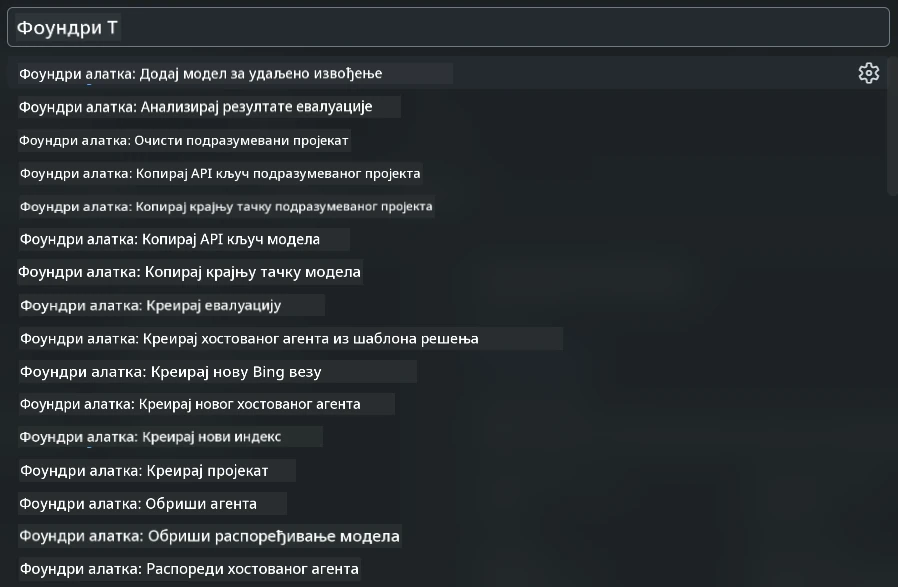 Фоундри Т
Фоундри алатка: Додај модел за удаљено извођење
Фоундри алатка: Анализирај резултате евалуације
Фоундри алатка: Очисти подразумевани пројекат
Фоундри алатка: Копирај API кључ подразумеваног пројекта
Фоундри алатка: Копирај крајњу тачку подразумеваног пројекта
Фоундри алатка: Копирај API кључ модела
Фоундри алатка: Копирај крајњу тачку модела
Фоундри алатка: Креирај евалуацију
Фоундри алатка: Креирај хостованог агента из шаблона решења
Фоундри алатка: Креирај нову Bing везу
Фоундри алатка: Креирај новог хостованог агента
Фоундри алатка: Креирај нови индекс
Фоундри алатка: Креирај пројекат
Фоундри алатка: Обриши агента
Фоундри алатка: Обриши распоређивање модела
Фоундри алатка: Распореди хостованог агента